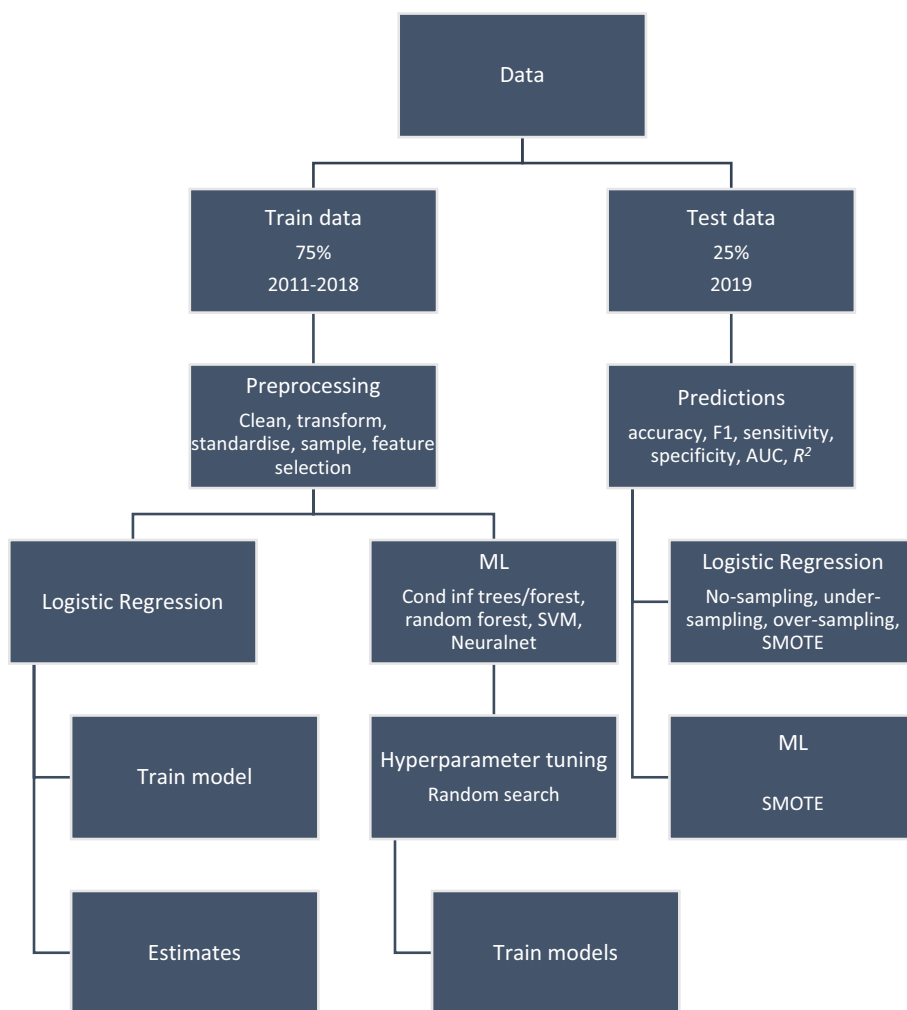 Data
Train data
75%
2011-2018
Test data
25%
2019
Preprocessing
Clean, transform,
standardise, sample, feature
selection
Predictions
accuracy, F1, sensitivity,
specificity, AUC, R²
Logistic Regression
ML
Cond inf trees/forest,
random forest, SVM,
Neuralnet
Logistic Regression
No-sampling, under-
sampling, over-sampling,
SMOTE
Train model
Hyperparameter tuning
Random search
ML
SMOTE
Estimates
Train models